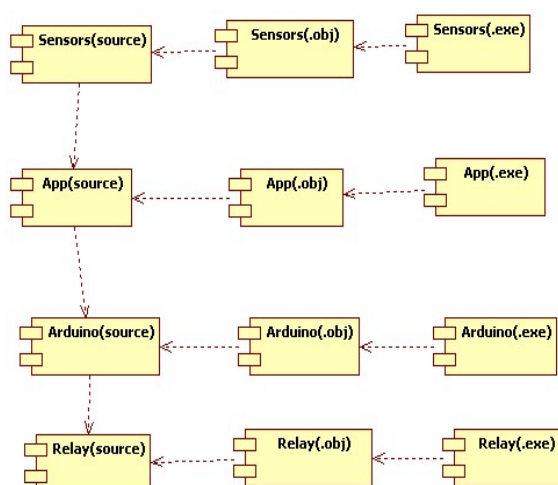 Sensors(source)
Sensors(.obj)
Sensors(.exe)
App(source)
App(.obj)
App(.exe)
Arduino(source)
Arduino(.obj)
Arduino(.exe)
Relay(source)
Relay(.obj)
Relay(.exe)